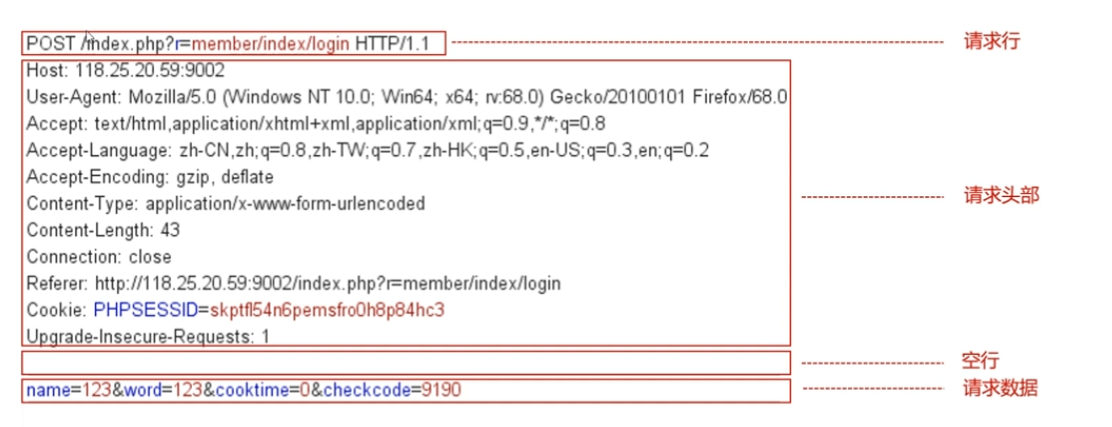 POST /index.php?r=member/index/login HTTP/1.1 请求行
Host: 118.25.20.59:9002
User-Agent: Mozilla/5.0 (Windows NT 10.0; Win64; x64; rv:68.0) Gecko/20100101 Firefox/68.0
Accept: text/html,application/xhtml+xml,application/xml;q=0.9,*/*;q=0.8
Accept-Language: zh-CN,zh;q=0.8,zh-TW;q=0.7,zh-HK;q=0.5,en-US;q=0.3,en;q=0.2
Accept-Encoding: gzip, deflate
Content-Type: application/x-www-form-urlencoded 请求头部
Content-Length: 43
Connection: close
Referer: http://118.25.20.59:9002/index.php?r=member/index/login
Cookie: PHPSESSID=skptfl54n6pemsfro0h8p84hc3
Upgrade-Insecure-Requests: 1
空行
name=123&word=123&cooktime=0&checkcode=9190 请求数据